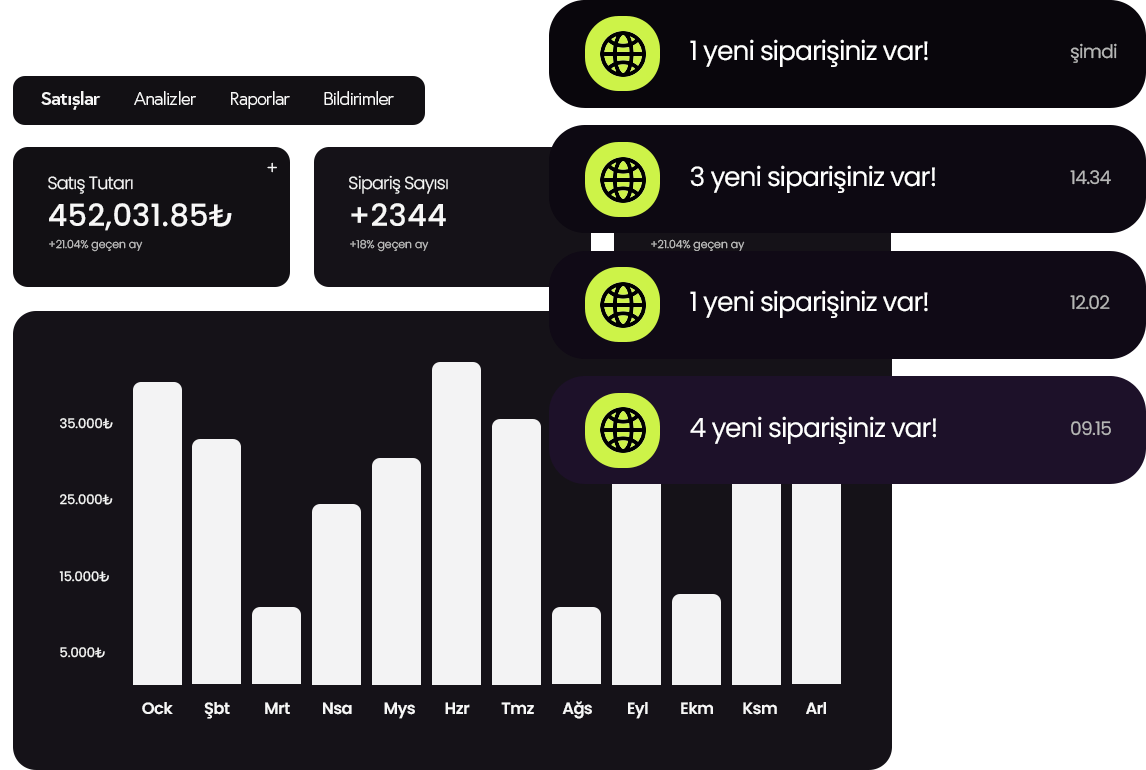 1 yeni siparişiniz var!
şimdi
Satışlar
Analizler
Raporlar
Bildirimler
3 yeni siparişiniz var!
14.34
+
Satış Tutarı
452,031.85₺
+21.04% geçen ay
Sipariş Sayısı
+2344
+18% geçen ay
+21.04% geçen ay
1 yeni siparişiniz var!
12.02
4 yeni siparişiniz var!
09.15
35.000₺
25.000₺
15.000₺
5.000₺
Ock Şbt Mrt Nsa Mys Hzr Tmz Ağs Eyl Ekm Ksm Arl